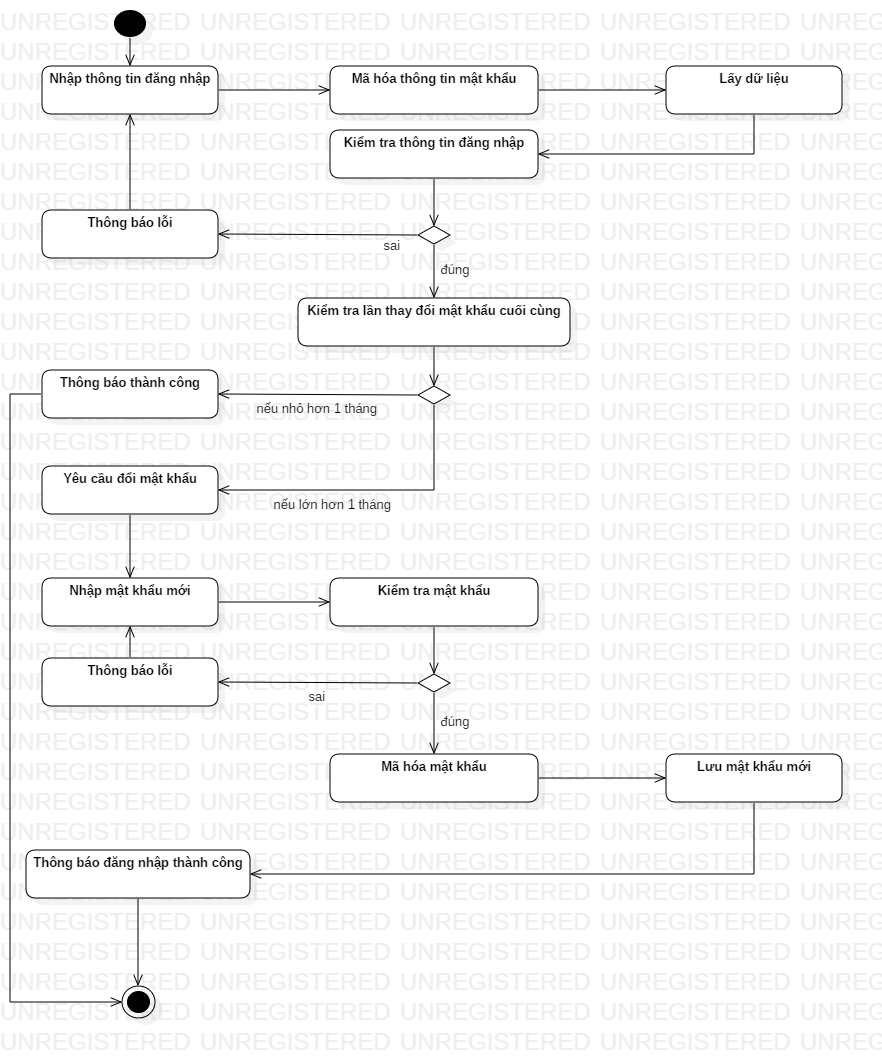 Nhập thông tin đăng nhập
Mã hóa thông tin mật khẩu
Lấy dữ liệu
Kiểm tra thông tin đăng nhập
Thông báo lỗi
sai
đúng
Kiểm tra lần thay đổi mật khẩu cuối cùng
Thông báo thành công
nếu nhỏ hơn 1 tháng
Yêu cầu đổi mật khẩu
nếu lớn hơn 1 tháng
Nhập mật khẩu mới
Kiểm tra mật khẩu
Thông báo lỗi
sai
đúng
Mã hóa mật khẩu
Lưu mật khẩu mới
Thông báo đăng nhập thành công
UNREGISTERED